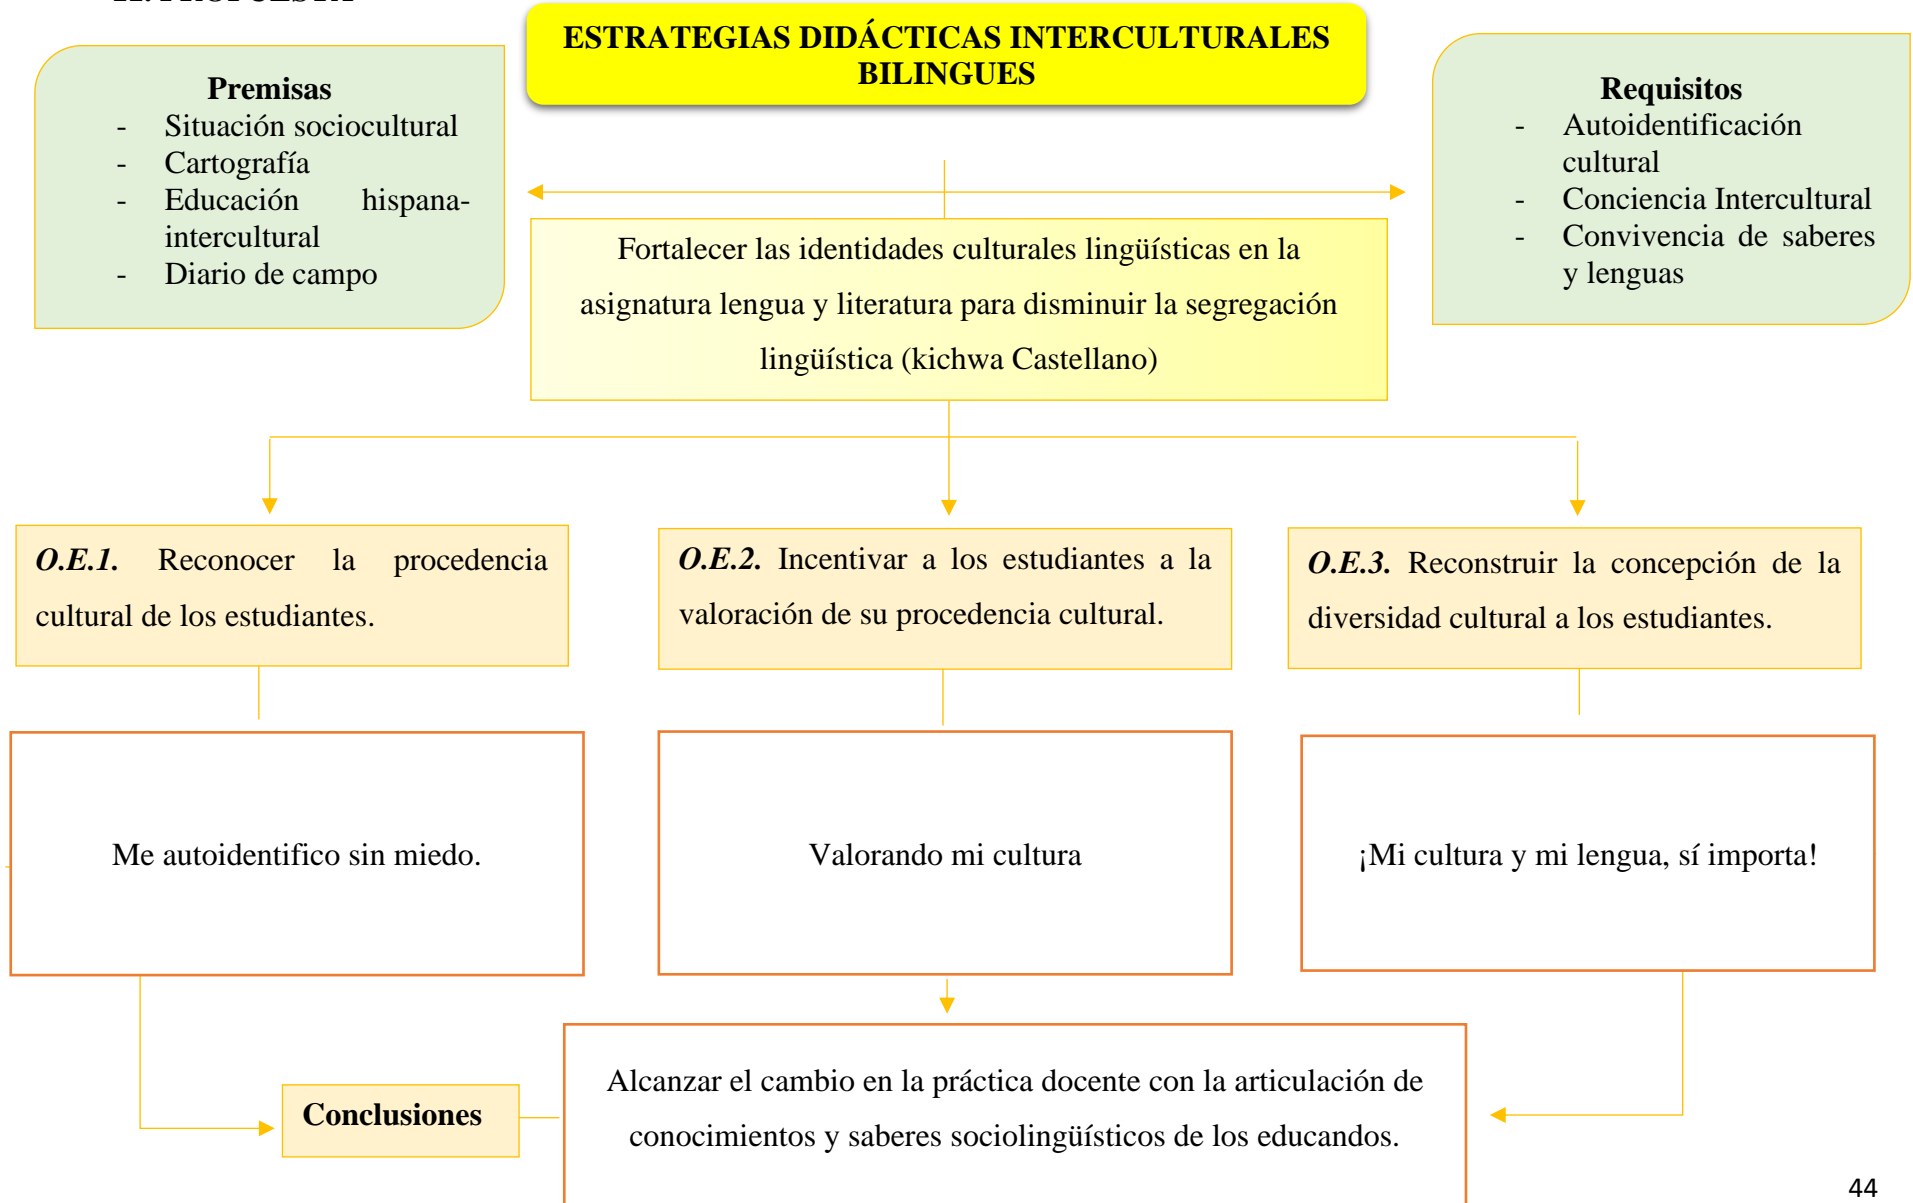 ESTRATEGIAS DIDÁCTICAS INTERCULTURALES
BILINGUES
Premisas
- Situación sociocultural
- Cartografía
- Educación hispana-
intercultural
- Diario de campo
Requisitos
- Autoidentificación
cultural
- Conciencia Intercultural
- Convivencia de saberes
y lenguas
Fortalecer las identidades culturales lingüísticas en la
asignatura lengua y literatura para disminuir la segregación
lingüística (kichwa Castellano)
O.E.1. Reconocer la procedencia
cultural de los estudiantes.
O.E.2. Incentivar a los estudiantes a la
valoración de su procedencia cultural.
O.E.3. Reconstruir la concepción de la
diversidad cultural a los estudiantes.
Me autoidentifico sin miedo.
Valorando mi cultura
¡Mi cultura y mi lengua, sí importa!
Conclusiones
Alcanzar el cambio en la práctica docente con la articulación de
conocimientos y saberes sociolingüísticos de los educandos.
44